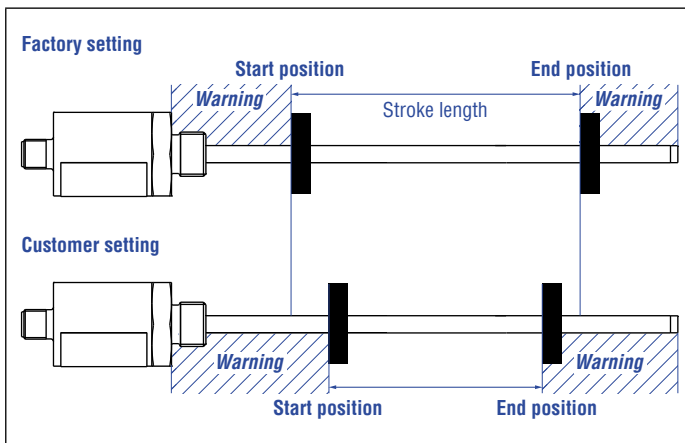 Factory setting
Start position End position
Warning Warning
Stroke length
Customer setting
Warning Warning
Start position End position